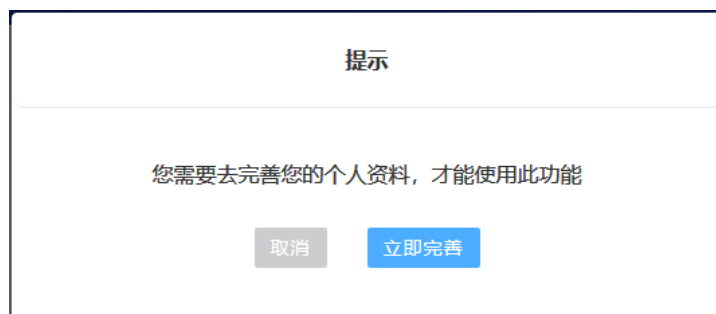 提示
您需要去完善您的个人资料，才能使用此功能
取消
立即完善